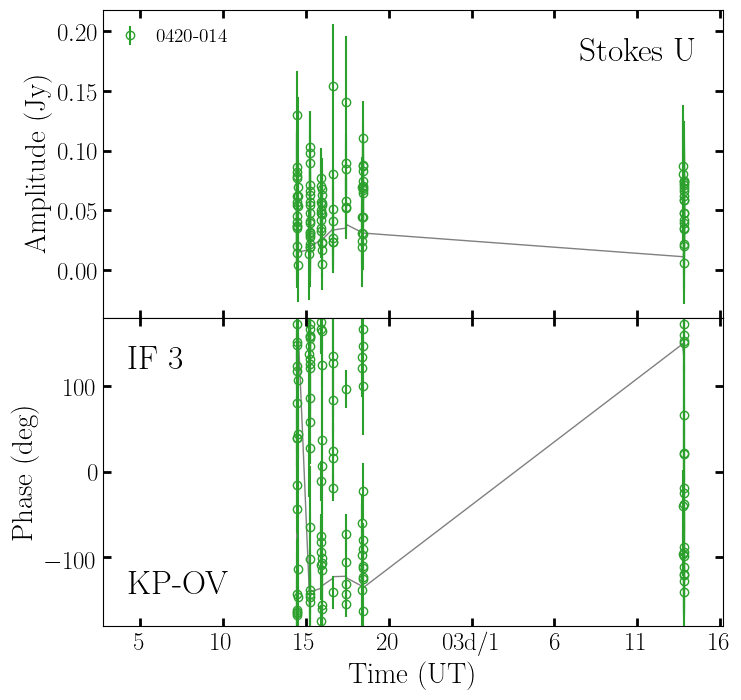 0420-014
Stokes U
0.20
0.15
0.10
0.05
0.00
Amplitude (Jy)
IF 3
100
0
−100
Phase (deg)
KP-OV
5 10 15 20 03d/1 6 11 16
Time (UT)